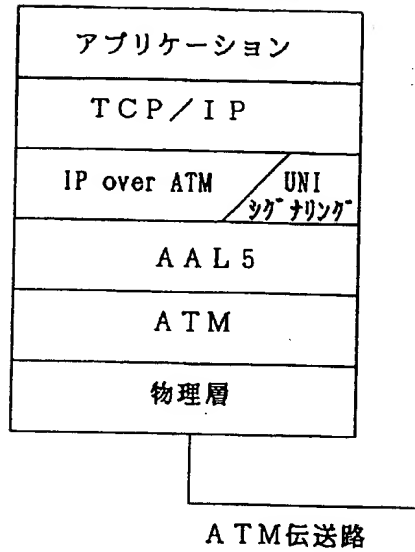 アプリケーション
TCP/IP
IP over ATM
UNI
シグナリング
AAL5
ATM
物理層
ATM伝送路